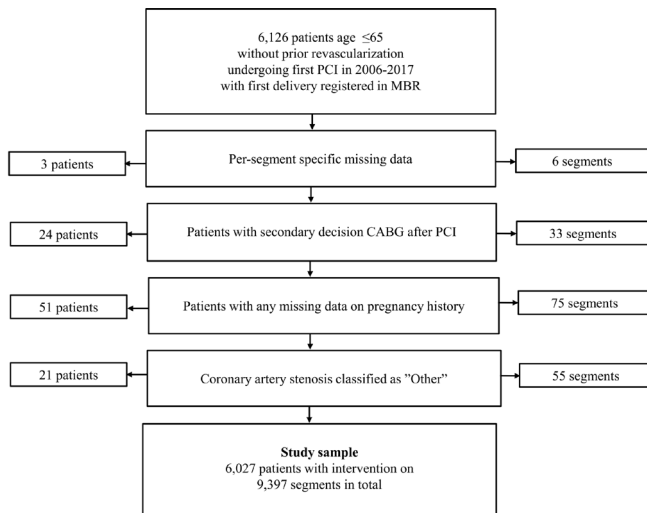 6,126 patients age ≤65
without prior revascularization
undergoing first PCI in 2006-2017
with first delivery registered in MBR
3 patients
Per-segment specific missing data
6 segments
24 patients
Patients with secondary decision CABG after PCI
33 segments
51 patients
Patients with any missing data on pregnancy history
75 segments
21 patients
Coronary artery stenosis classified as ”Other”
55 segments
Study sample
6,027 patients with intervention on
9,397 segments in total